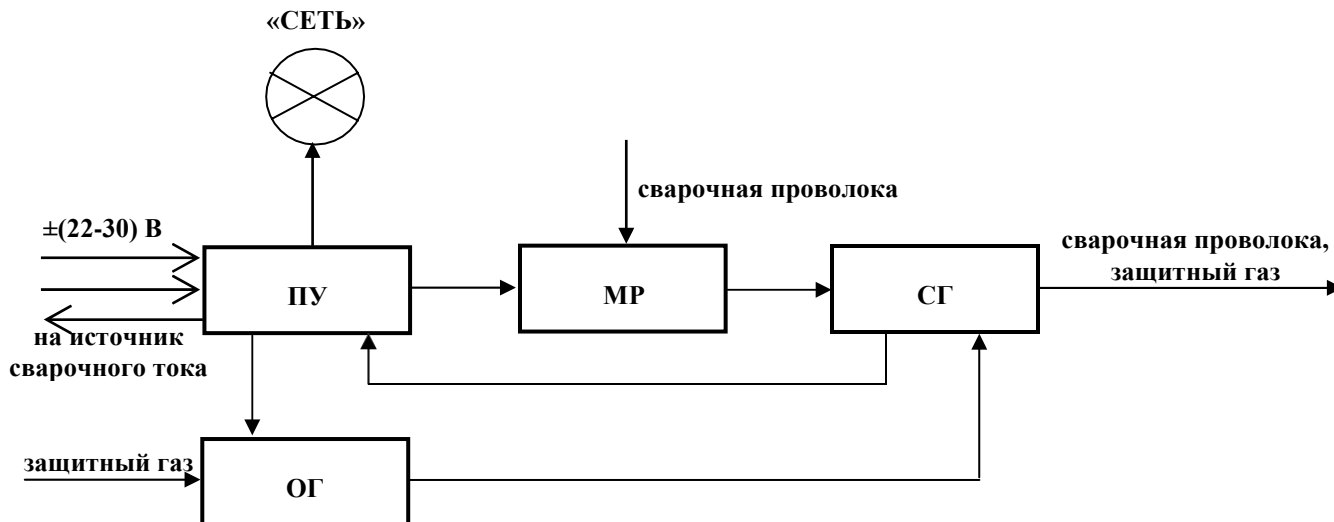 «СЕТЬ»
сварочная проволока
±(22-30) В
сварочная проволока,
защитный газ
ПУ
МР
СГ
на источник
сварочного тока
защитный газ
ОГ